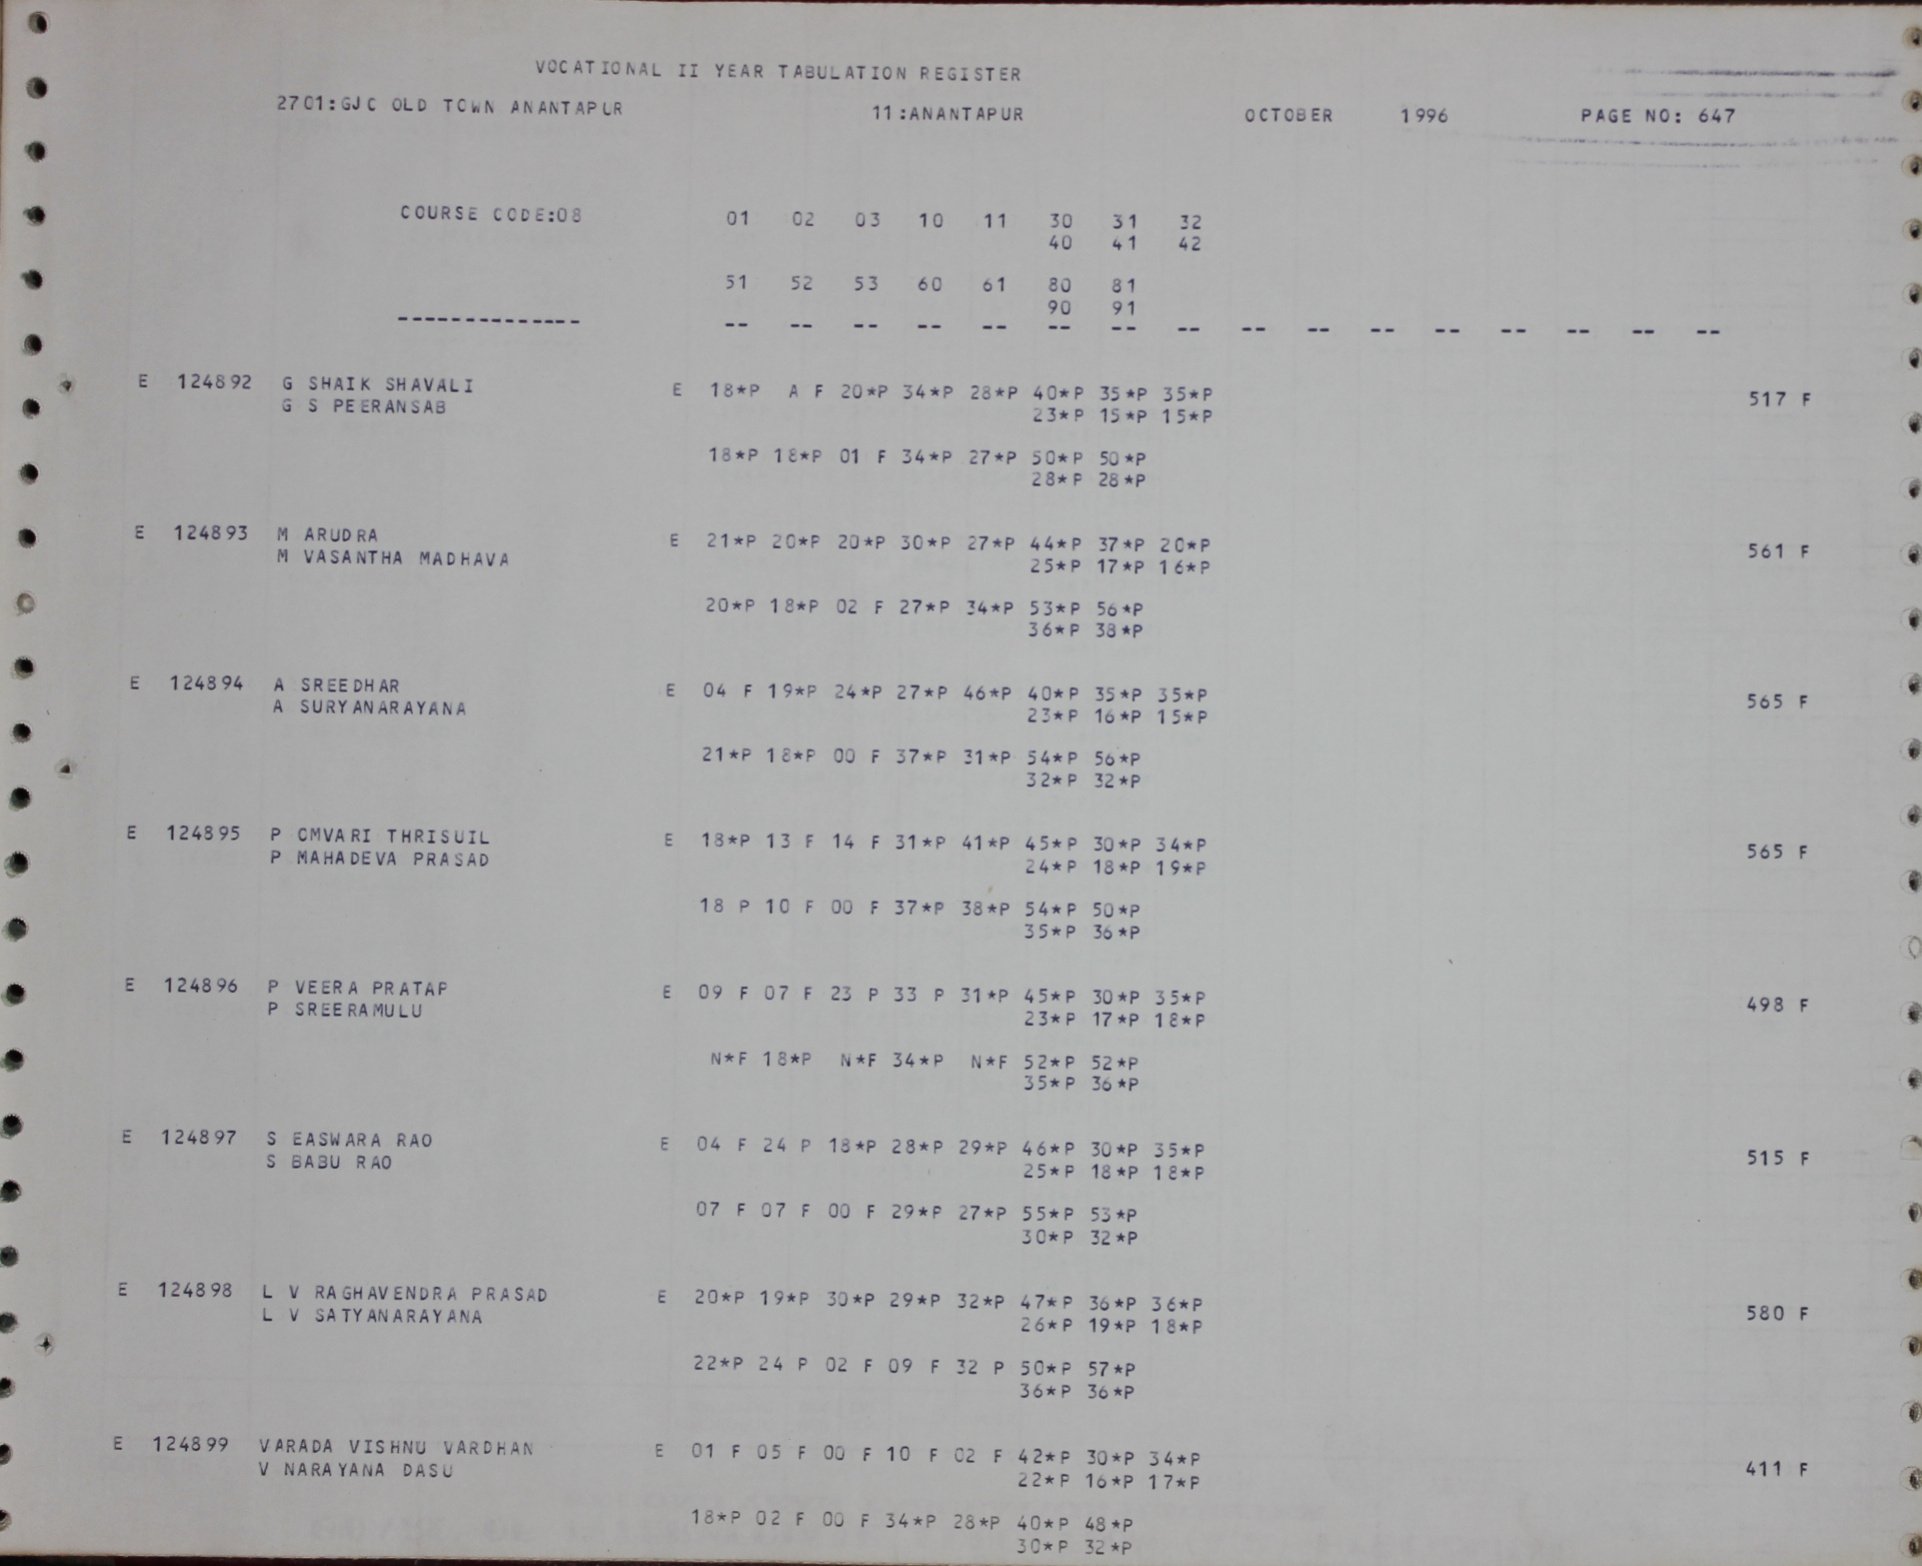 VOCATIONAL II YEAR TABULATION REGISTER
2701:GJC OLD TOWN ANANTAPUR 11:ANANTAPUR OCTOBER 1996 PAGE NO: 647
COURSE CODE:08 01 02 03 10 11 30 31 32
40 41 42
51 52 53 60 61 80 81
90 91
-------------- -- -- -- -- -- -- -- -- -- -- -- -- -- -- -- --
E 124892 G SHAIK SHAVALI E 18*P A F 20*P 34*P 28*P 40*P 35*P 35*P
G S PEERANSAB 23*P 15*P 15*P 517 F
18*P 18*P 01 F 34*P 27*P 50*P 50*P
28*P 28*P
E 124893 M ARUDRA E 21*P 20*P 20*P 30*P 27*P 44*P 37*P 20*P
M VASANTHA MADHAVA 25*P 17*P 16*P 561 F
20*P 18*P 02 F 27*P 34*P 53*P 56*P
36*P 38*P
E 124894 A SREEDHAR E 04 F 19*P 24*P 27*P 46*P 40*P 35*P 35*P
A SURYANARAYANA 23*P 16*P 15*P 565 F
21*P 18*P 00 F 37*P 31*P 54*P 56*P
32*P 32*P
E 124895 P OMVARI THRISUIL E 18*P 13 F 14 F 31*P 41*P 45*P 30*P 34*P
P MAHADEVA PRASAD 24*P 18*P 19*P 565 F
18 P 10 F 00 F 37*P 38*P 54*P 50*P
35*P 36*P
E 124896 P VEERA PRATAP E 09 F 07 F 23 P 33 P 31*P 45*P 30*P 35*P
P SREERAMULU 23*P 17*P 18*P 498 F
N*F 18*P N*F 34*P N*F 52*P 52*P
35*P 36*P
E 124897 S EASWARA RAO E 04 F 24 P 18*P 28*P 29*P 46*P 30*P 35*P
S BABU RAO 25*P 18*P 18*P 515 F
07 F 07 F 00 F 29*P 27*P 55*P 53*P
30*P 32*P
E 124898 L V RAGHAVENDRA PRASAD E 20*P 19*P 30*P 29*P 32*P 47*P 36*P 36*P
L V SATYANARAYANA 26*P 19*P 18*P 580 F
22*P 24 P 02 F 09 F 32 P 50*P 57*P
36*P 36*P
E 124899 VARADA VISHNU VARDHAN E 01 F 05 F 00 F 10 F 02 F 42*P 30*P 34*P
V NARAYANA DASU 22*P 16*P 17*P 411 F
18*P 02 F 00 F 34*P 28*P 40*P 48*P
30*P 32*P